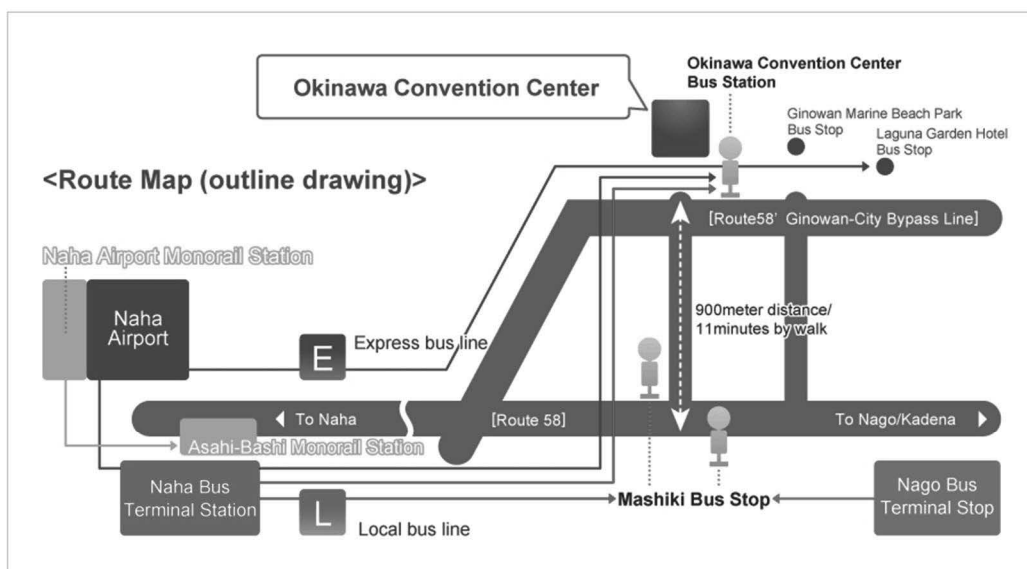 Okinawa Convention Center
Okinawa Convention Center
Bus Station
Ginowan Marine Beach Park
Bus Stop
Laguna Garden Hotel
Bus Stop
<Route Map (outline drawing)>
[Route58' Ginowan-City Bypass Line]
Naha Airport Monorail Station
Naha
Airport
E
Express bus line
900meter distance/
11minutes by walk
To Naha
[Route 58]
To Nago/Kadena
Asahi-Bashi Monorail Station
Naha Bus
Terminal Station
L
Local bus line
Mashiki Bus Stop
Nago Bus
Terminal Stop